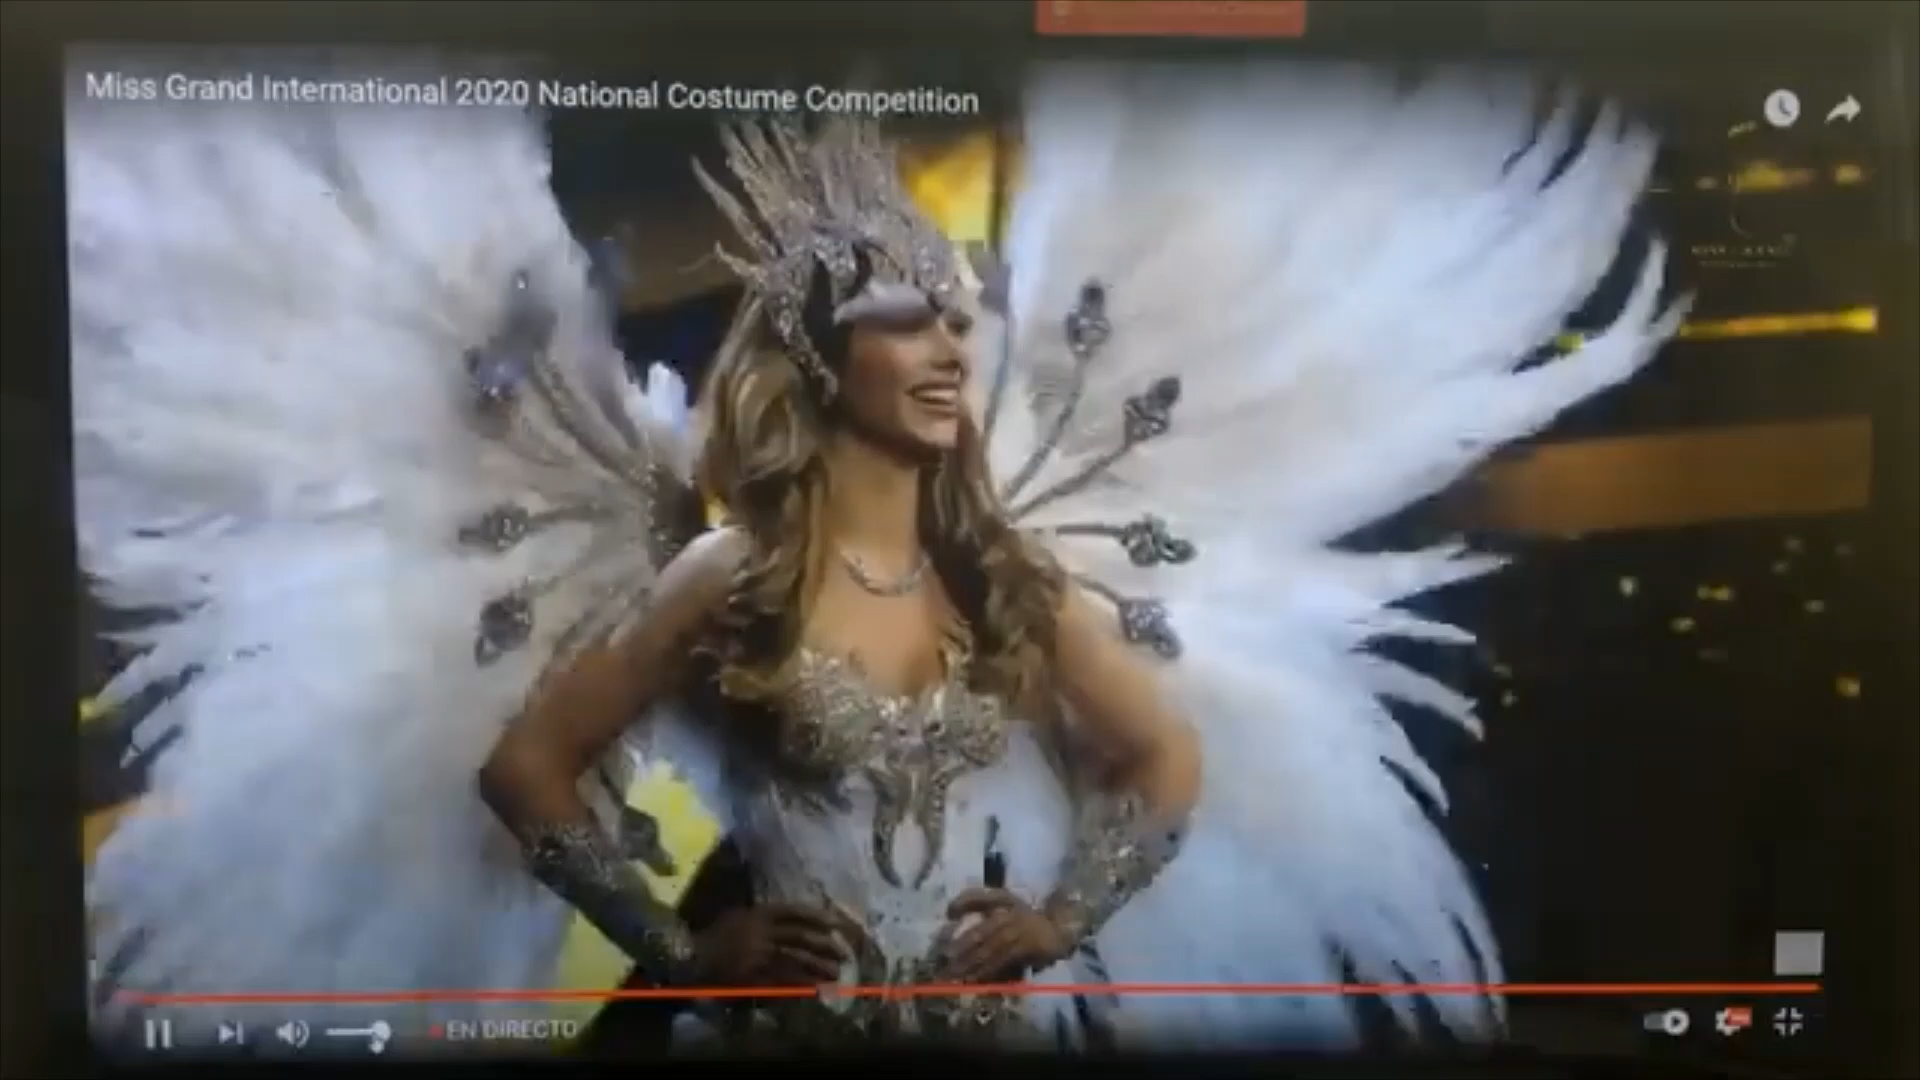 Miss Grand International 2020 National Costume Competition
EN DIRECTO